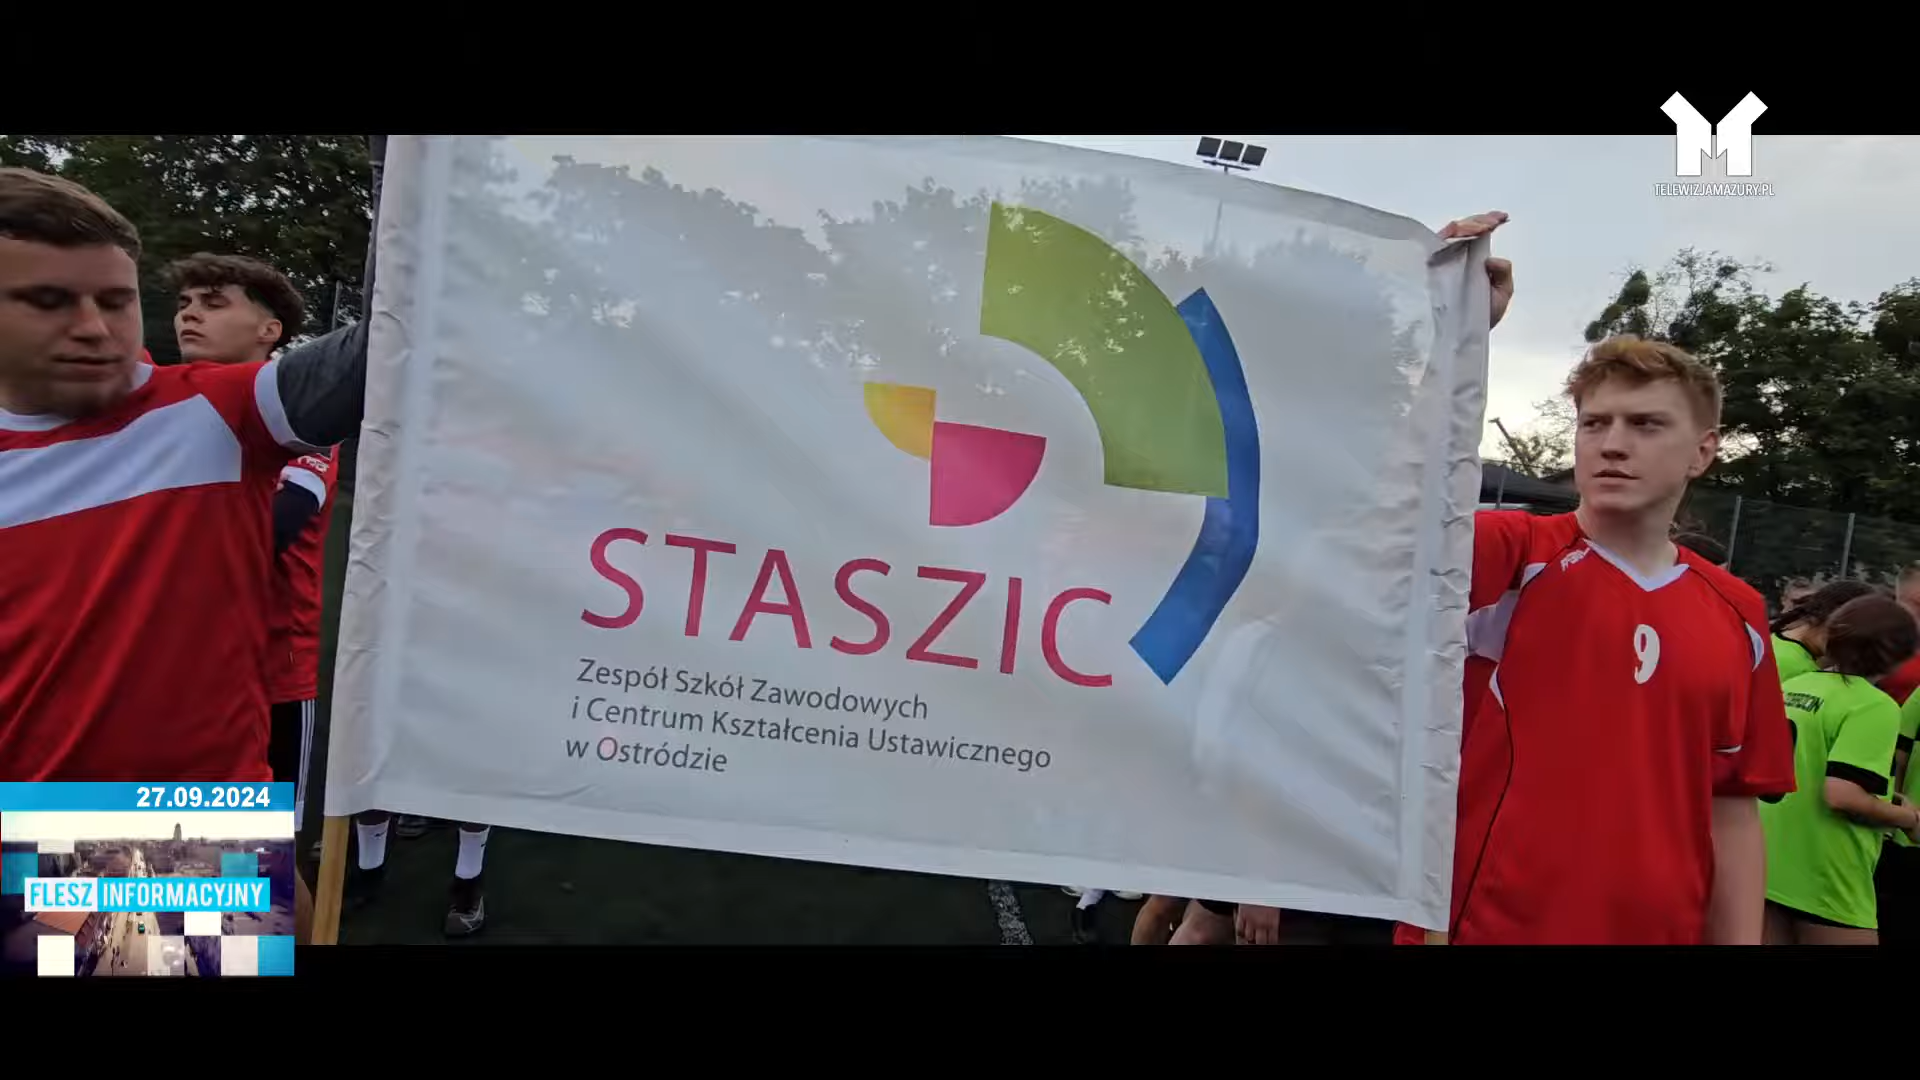 TELEWIZJAMAZURY.PL
STASZIC
Zespół Szkół Zawodowych
i Centrum Kształcenia Ustawicznego
w Ostródzie
9
27.09.2024
FLESZ INFORMACYJNY